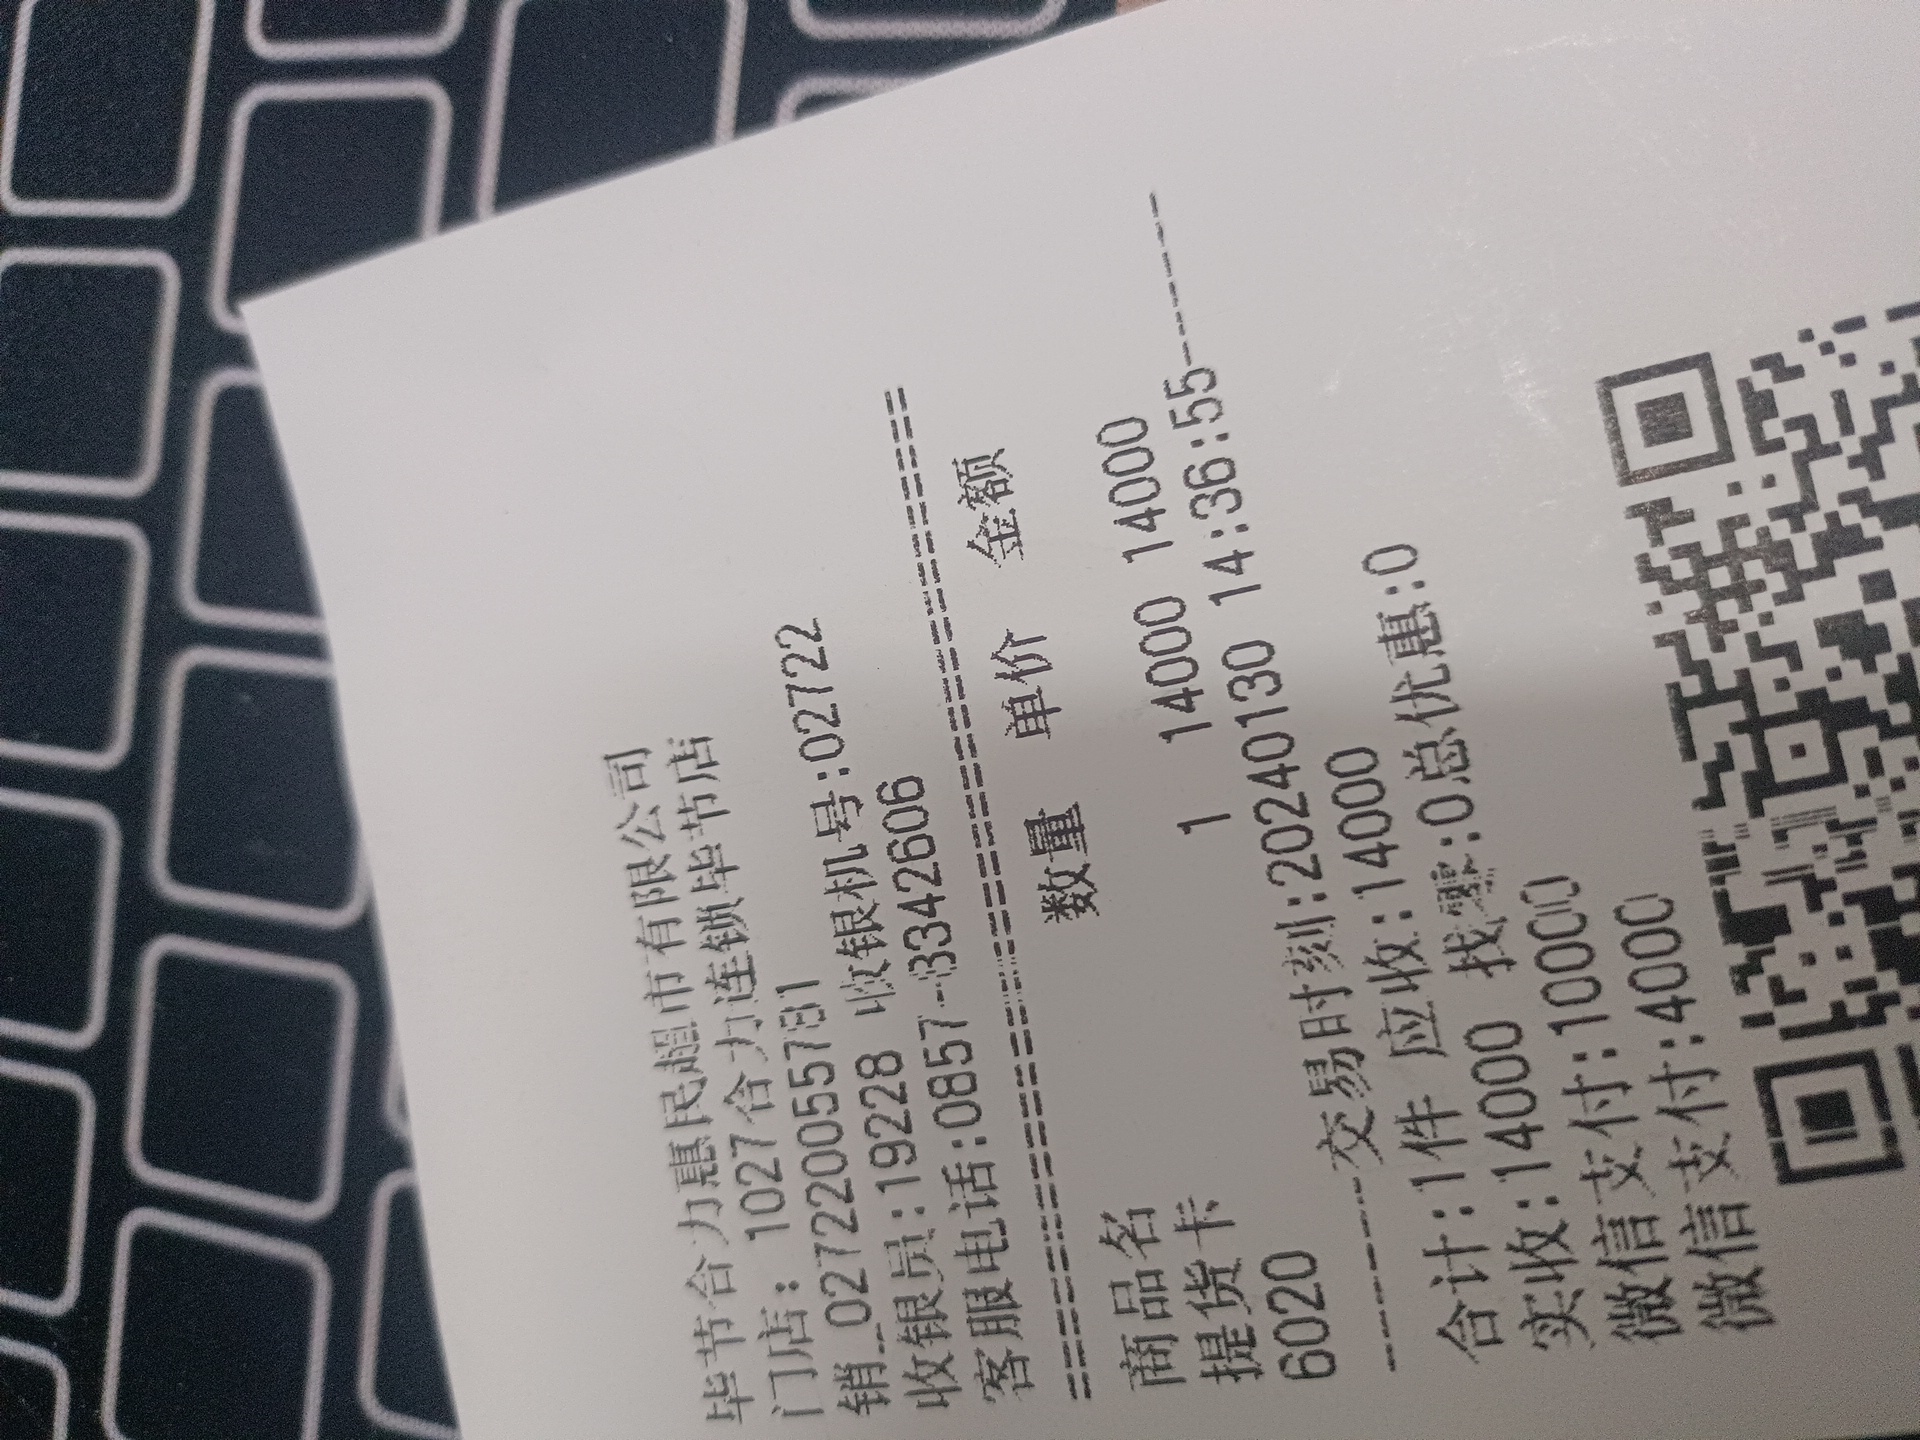 毕节合力惠民超市有限公司
门店： 1027合力连锁毕节店
销_027220055781
收银员:19228 收银机号:02722
客服电话:0857-3342606
==================================
商品名 数量 单价 金额
提货卡
6020 1 14000 14000
-------交易时刻:20240130 14:36:55-------
合计:1件 应收:14000
实收:14000 找零:0总优惠:0
微信支付:10000
微信支付:4000